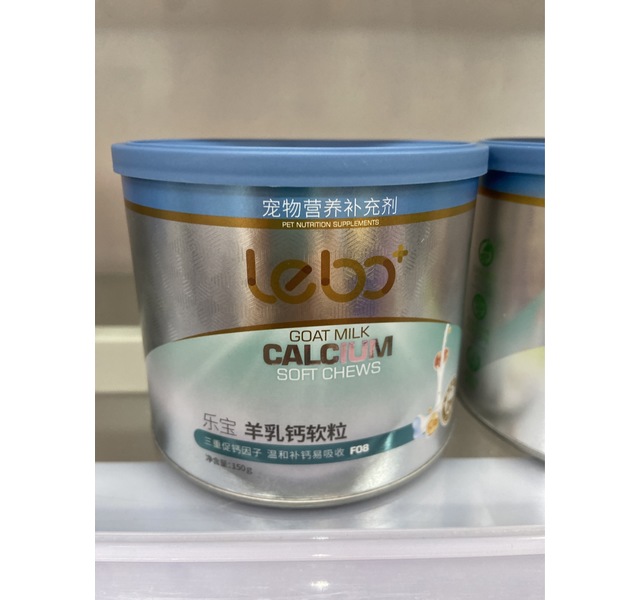 宠物营养补充剂
PET NUTRITION SUPPLEMENTS
Lebo+
GOAT MILK
CALCIUM
SOFT CHEWS
乐宝 羊乳钙软粒
三重促钙因子 温和补钙易吸收 F08
净含量:150g